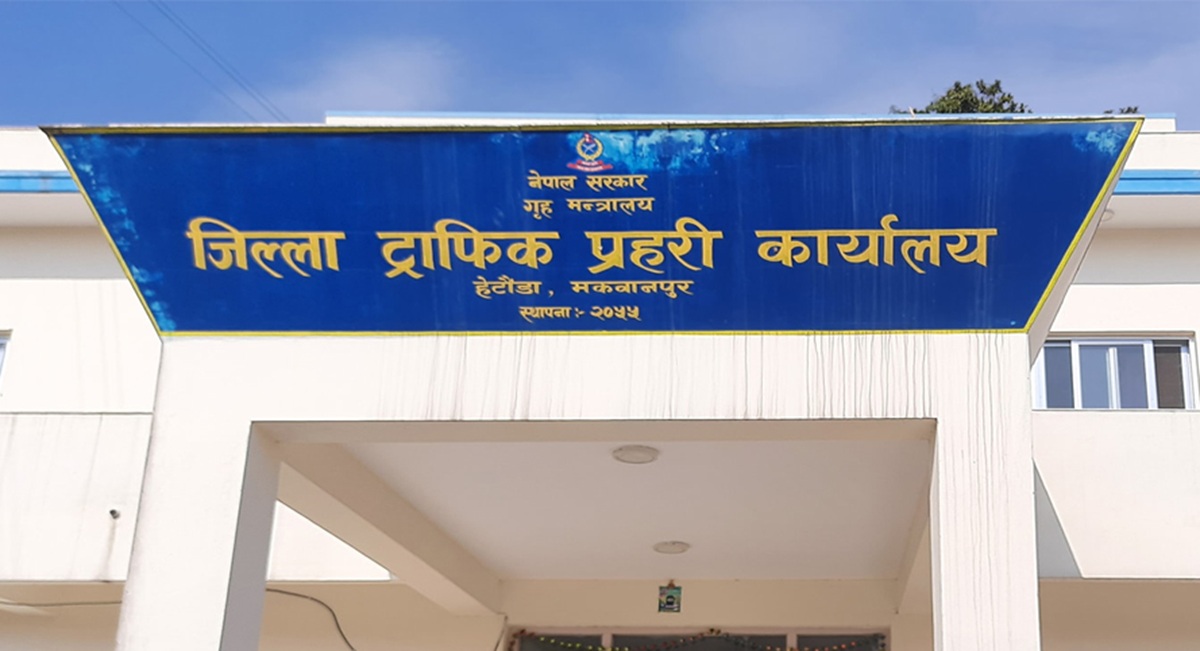 नेपाल सरकार
गृह मन्त्रालय
जिल्ला ट्राफिक प्रहरी कार्यालय
हेटौंडा, मकवानपुर
स्थापना :- २०५५